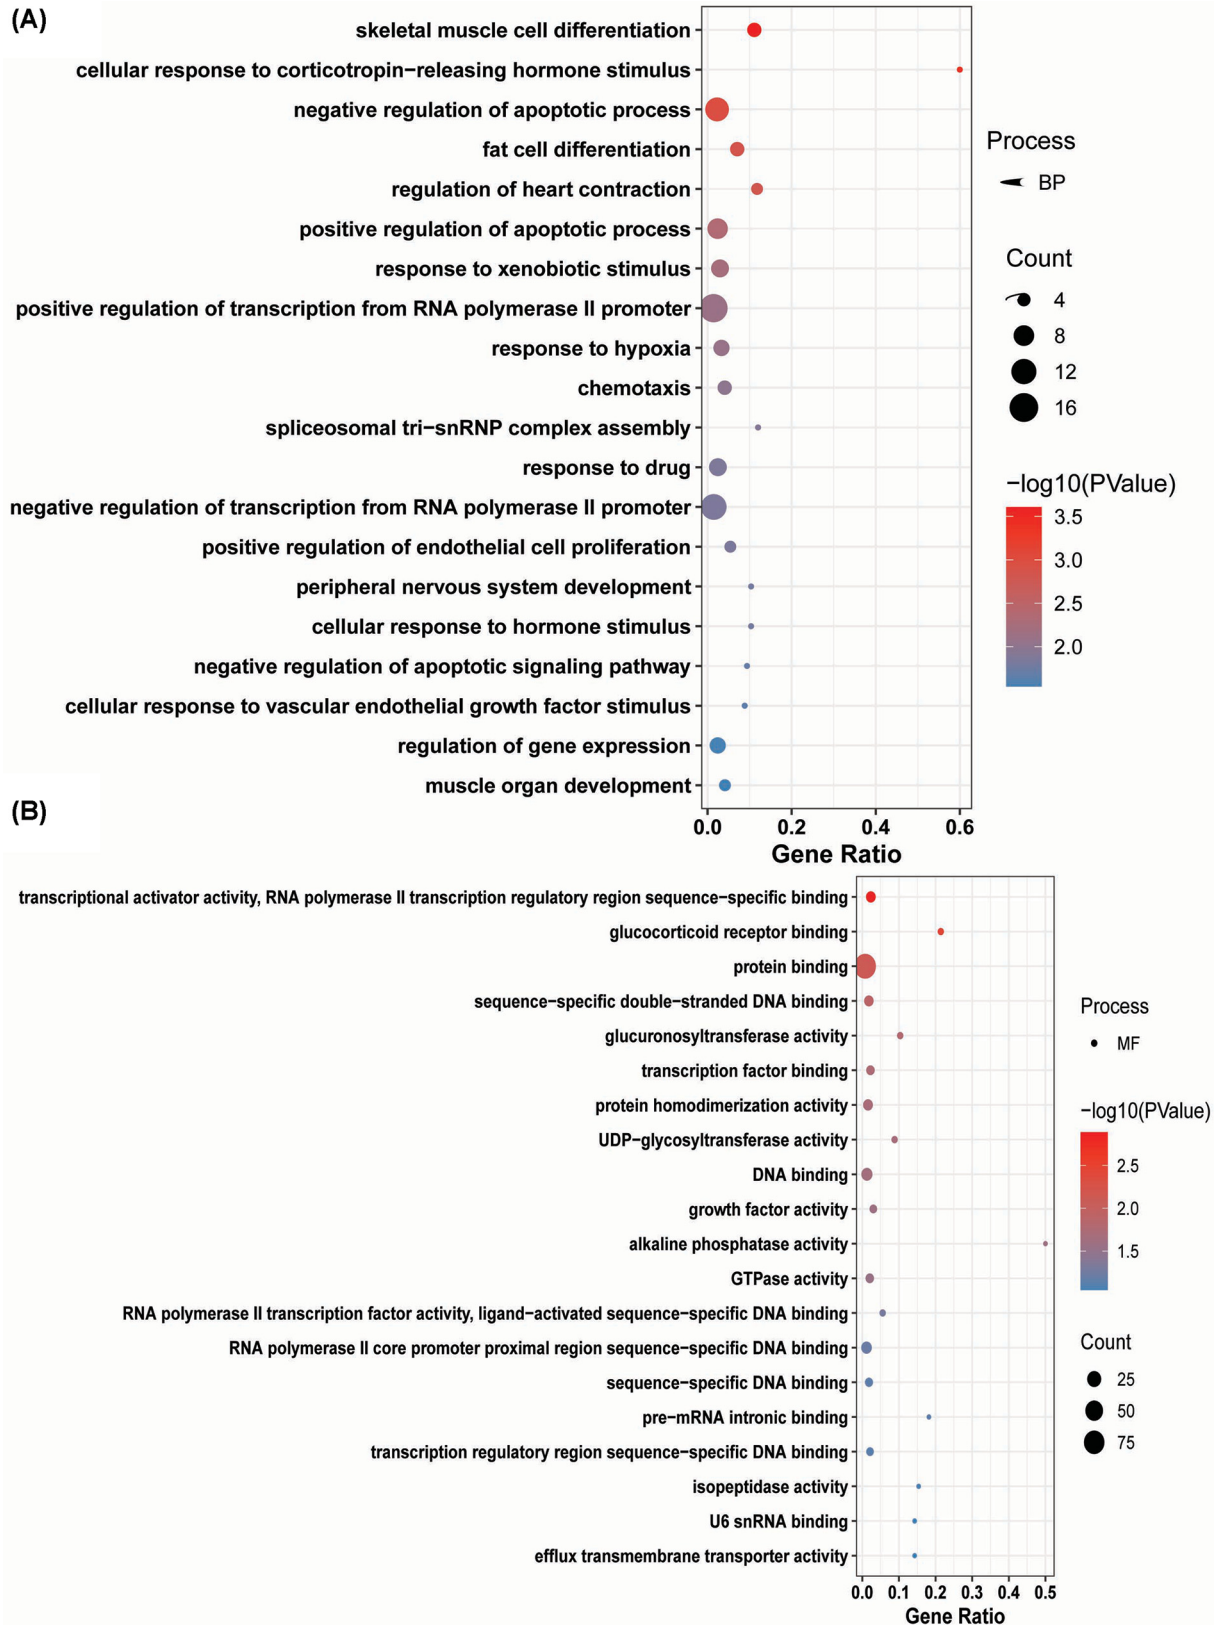 (A)
skeletal muscle cell differentiation
cellular response to corticotropin−releasing hormone stimulus
negative regulation of apoptotic process
fat cell differentiation
regulation of heart contraction
positive regulation of apoptotic process
response to xenobiotic stimulus
positive regulation of transcription from RNA polymerase II promoter
response to hypoxia
chemotaxis
spliceosomal tri−snRNP complex assembly
response to drug
negative regulation of transcription from RNA polymerase II promoter
positive regulation of endothelial cell proliferation
peripheral nervous system development
cellular response to hormone stimulus
negative regulation of apoptotic signaling pathway
cellular response to vascular endothelial growth factor stimulus
regulation of gene expression
muscle organ development
0.0 0.2 0.4 0.6
Gene Ratio
Process
BP
Count
4
8
12
16
−log10(PValue)
3.5
3.0
2.5
2.0
(B)
transcriptional activator activity, RNA polymerase II transcription regulatory region sequence−specific binding
glucocorticoid receptor binding
protein binding
sequence−specific double−stranded DNA binding
glucuronosyltransferase activity
transcription factor binding
protein homodimerization activity
UDP−glycosyltransferase activity
DNA binding
growth factor activity
alkaline phosphatase activity
GTPase activity
RNA polymerase II transcription factor activity, ligand−activated sequence−specific DNA binding
RNA polymerase II core promoter proximal region sequence−specific DNA binding
sequence−specific DNA binding
pre−mRNA intronic binding
transcription regulatory region sequence−specific DNA binding
isopeptidase activity
U6 snRNA binding
efflux transmembrane transporter activity
0.0 0.1 0.2 0.3 0.4 0.5
Gene Ratio
Process
MF
−log10(PValue)
2.5
2.0
1.5
Count
25
50
75